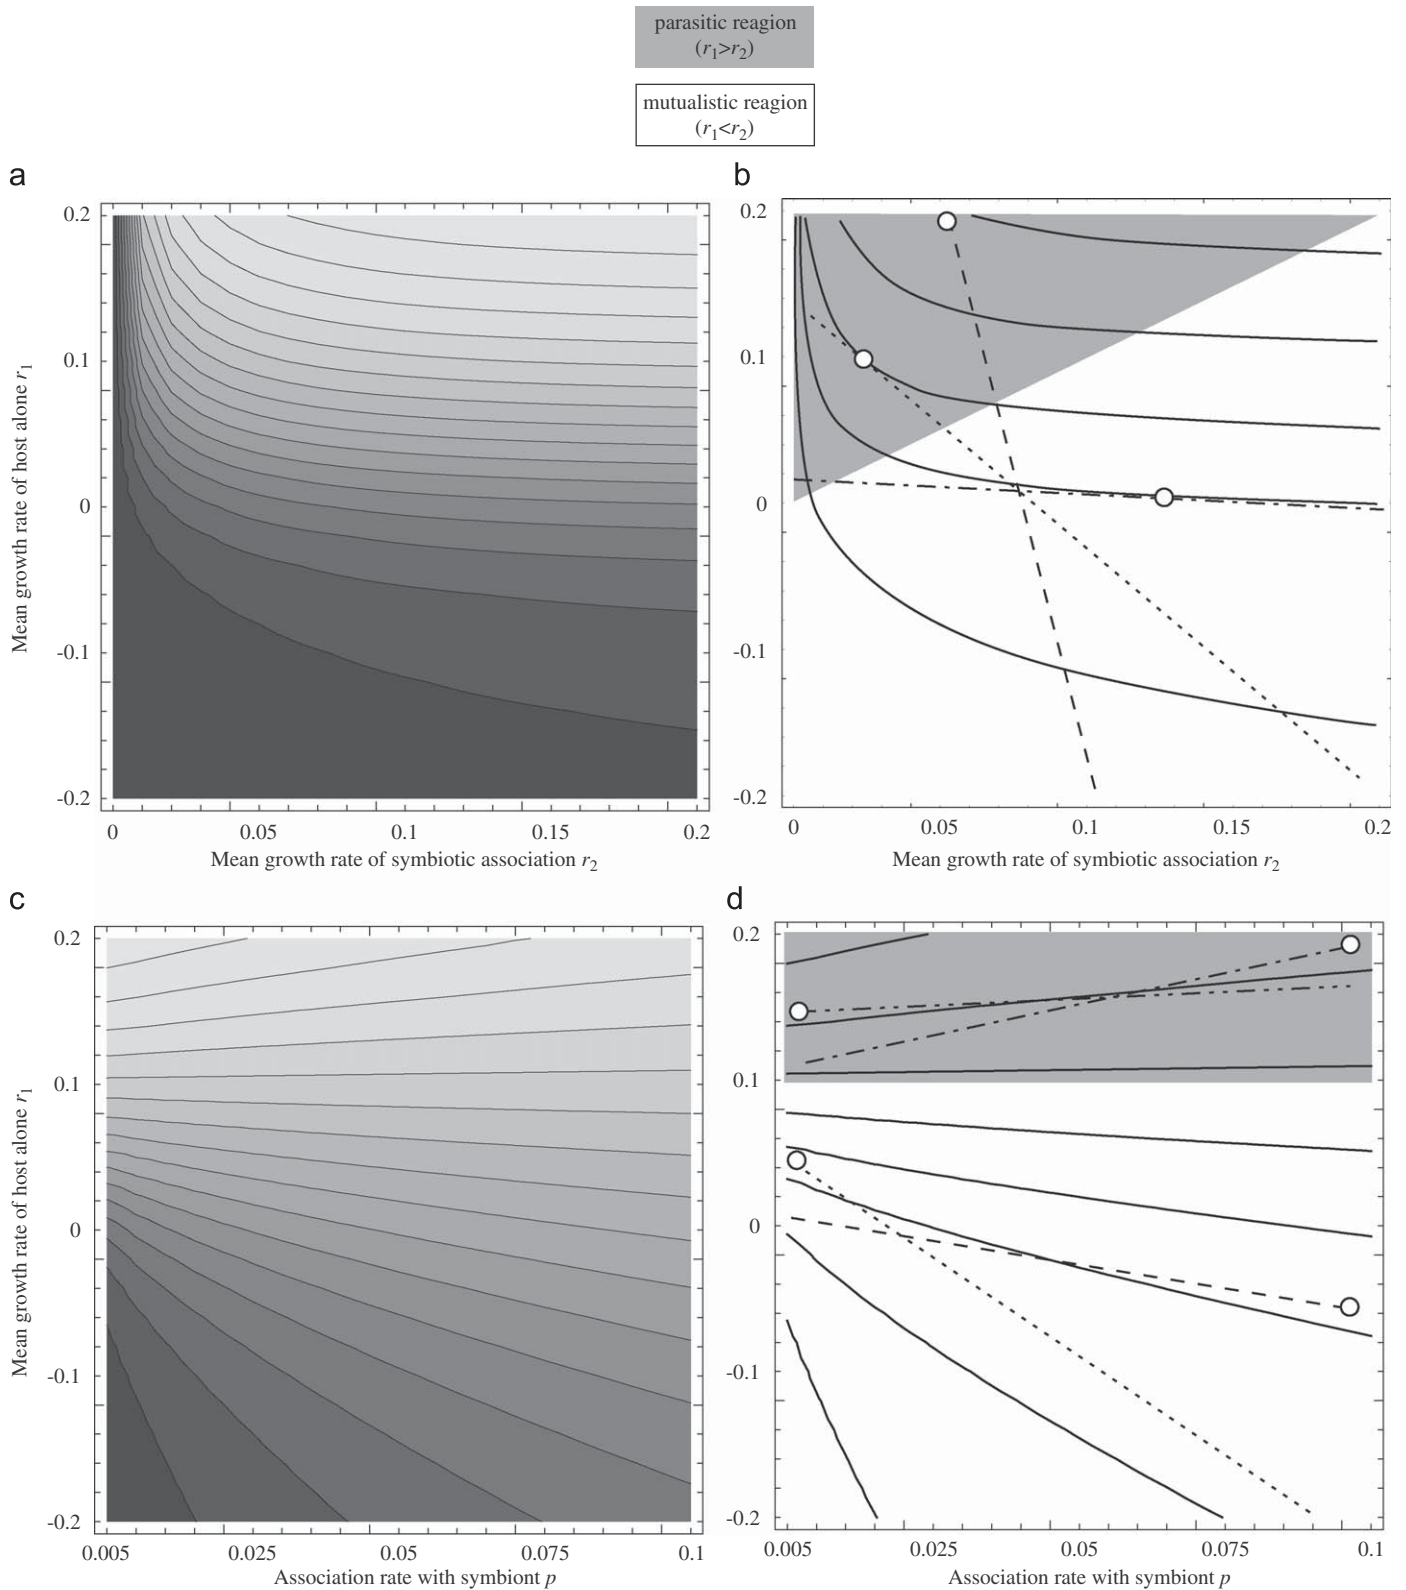 parasitic reagion
(r1>r2)
mutualistic reagion
(r1<r2)
a
b
0.2
0.1
0
-0.1
-0.2
Mean growth rate of host alone r1
0
0.05
0.1
0.15
0.2
Mean growth rate of symbiotic association r2
0.2
0.1
0
-0.1
-0.2
0
0.05
0.1
0.15
0.2
Mean growth rate of symbiotic association r2
c
d
0.2
0.1
0
-0.1
-0.2
Mean growth rate of host alone r1
0.005
0.025
0.05
0.075
0.1
Association rate with symbiont p
0.2
0.1
0
-0.1
-0.2
0.005
0.025
0.05
0.075
0.1
Association rate with symbiont p